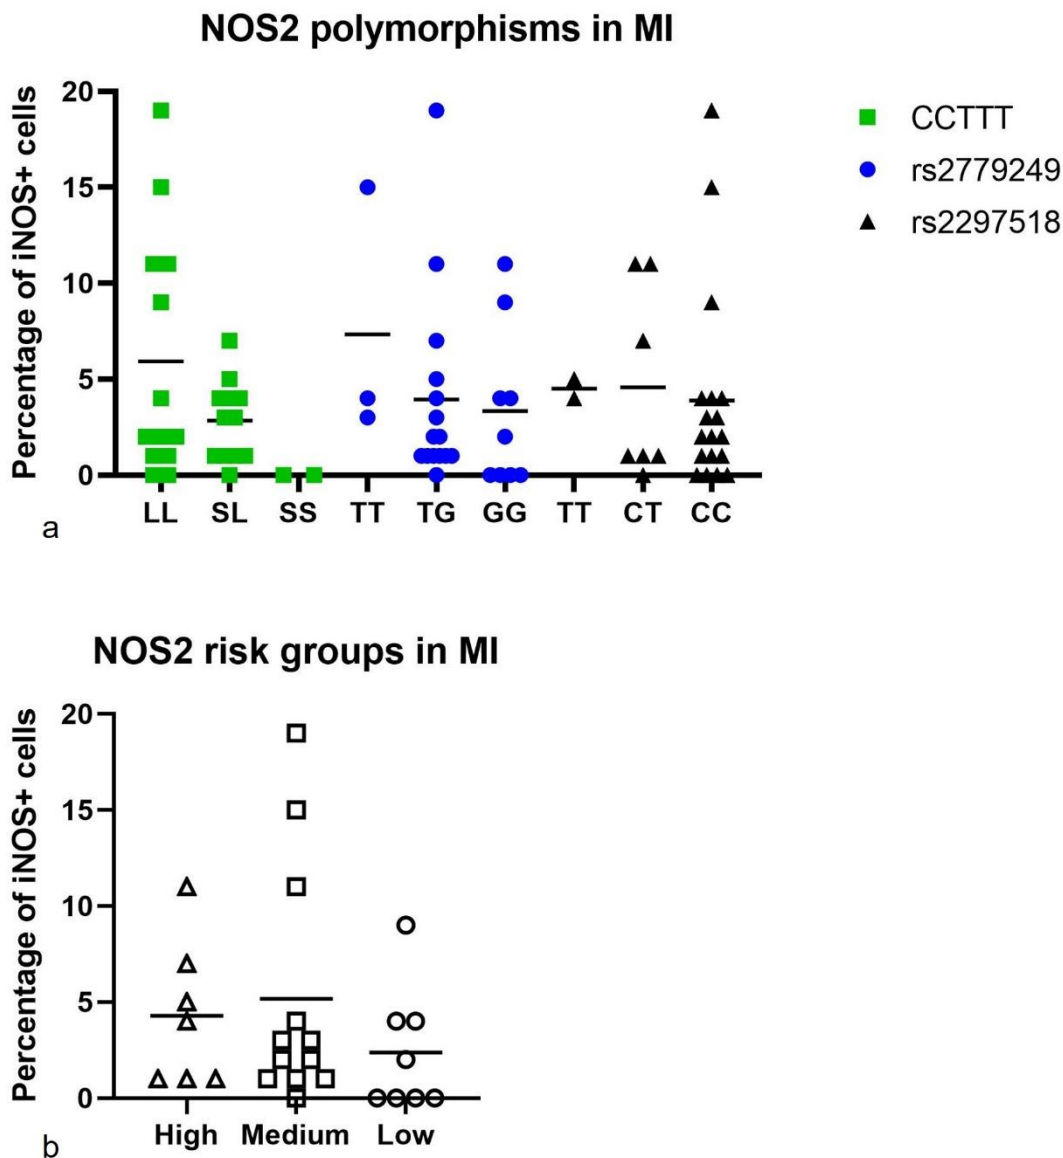 NOS2 polymorphisms in MI
Percentage of iNOS+ cells
20
15
10
5
0
LL SL SS TT TG GG TT CT CC
CCTTT
rs2779249
rs2297518
a
NOS2 risk groups in MI
Percentage of iNOS+ cells
20
15
10
5
0
High Medium Low
b